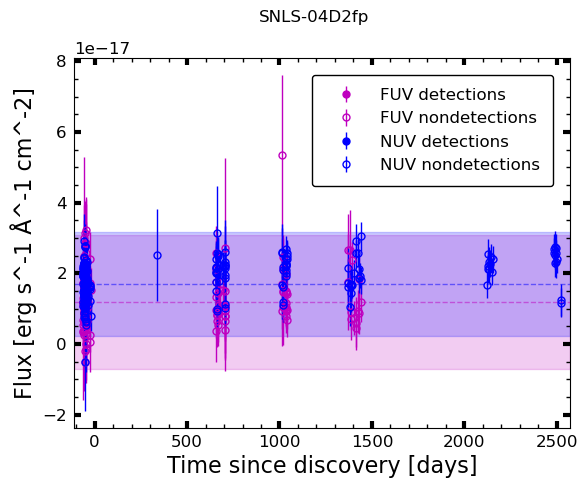 SNLS-04D2fp
1e−17
8
6
4
2
0
−2
Flux [erg s^-1 Å^-1 cm^-2]
FUV detections
FUV nondetections
NUV detections
NUV nondetections
0 500 1000 1500 2000 2500
Time since discovery [days]